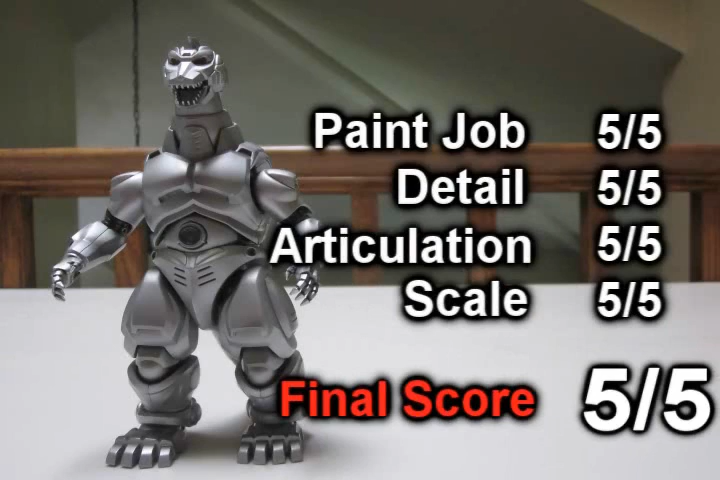 Paint Job 5/5
Detail 5/5
Articulation 5/5
Scale 5/5
Final Score 5/5